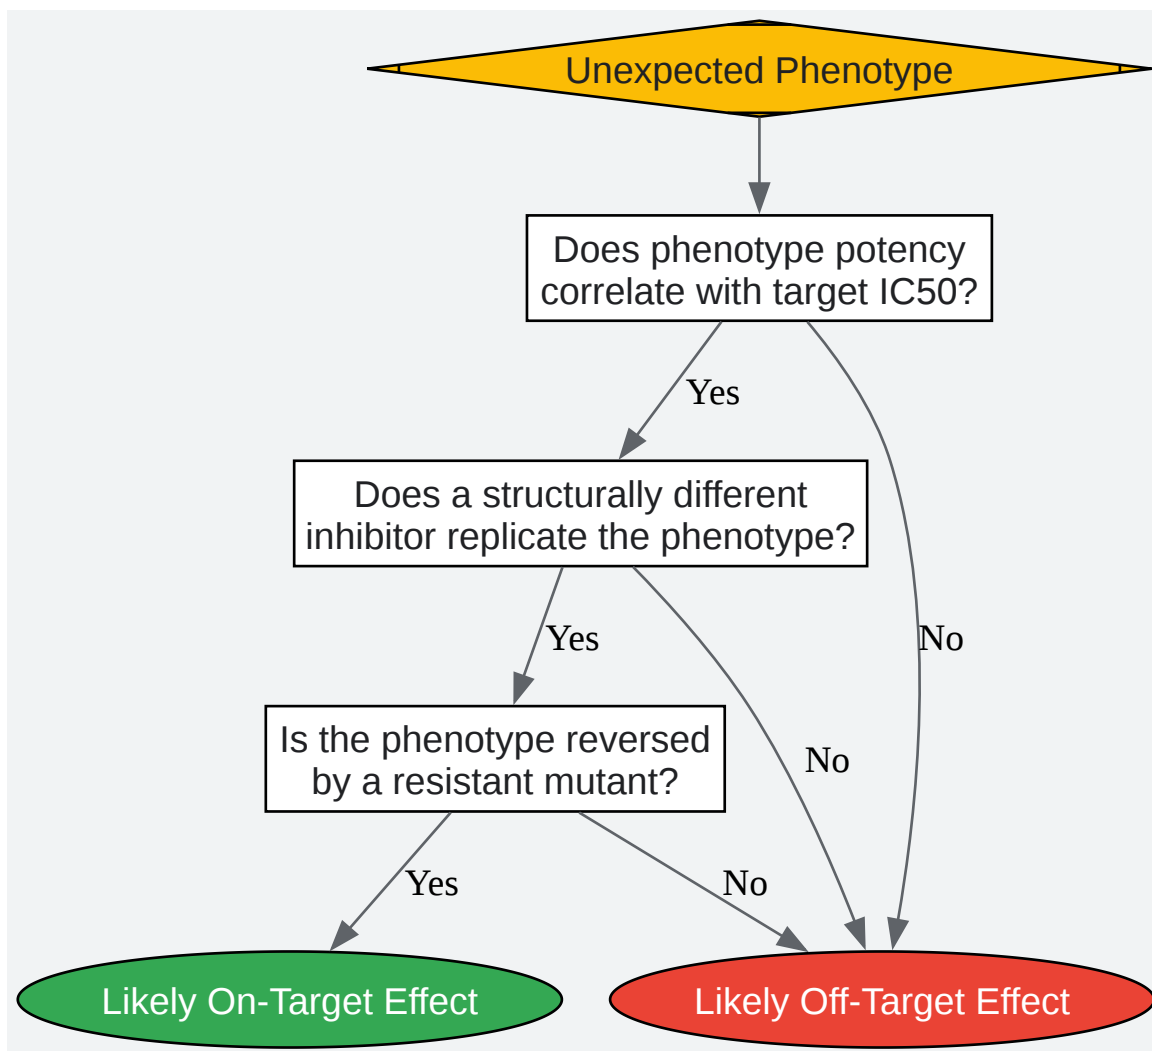 Unexpected Phenotype
Does phenotype potency
correlate with target IC50?
Yes
Does a structurally different
inhibitor replicate the phenotype?
Yes
No
Is the phenotype reversed
by a resistant mutant?
No
Yes
No
Likely On-Target Effect
Likely Off-Target Effect